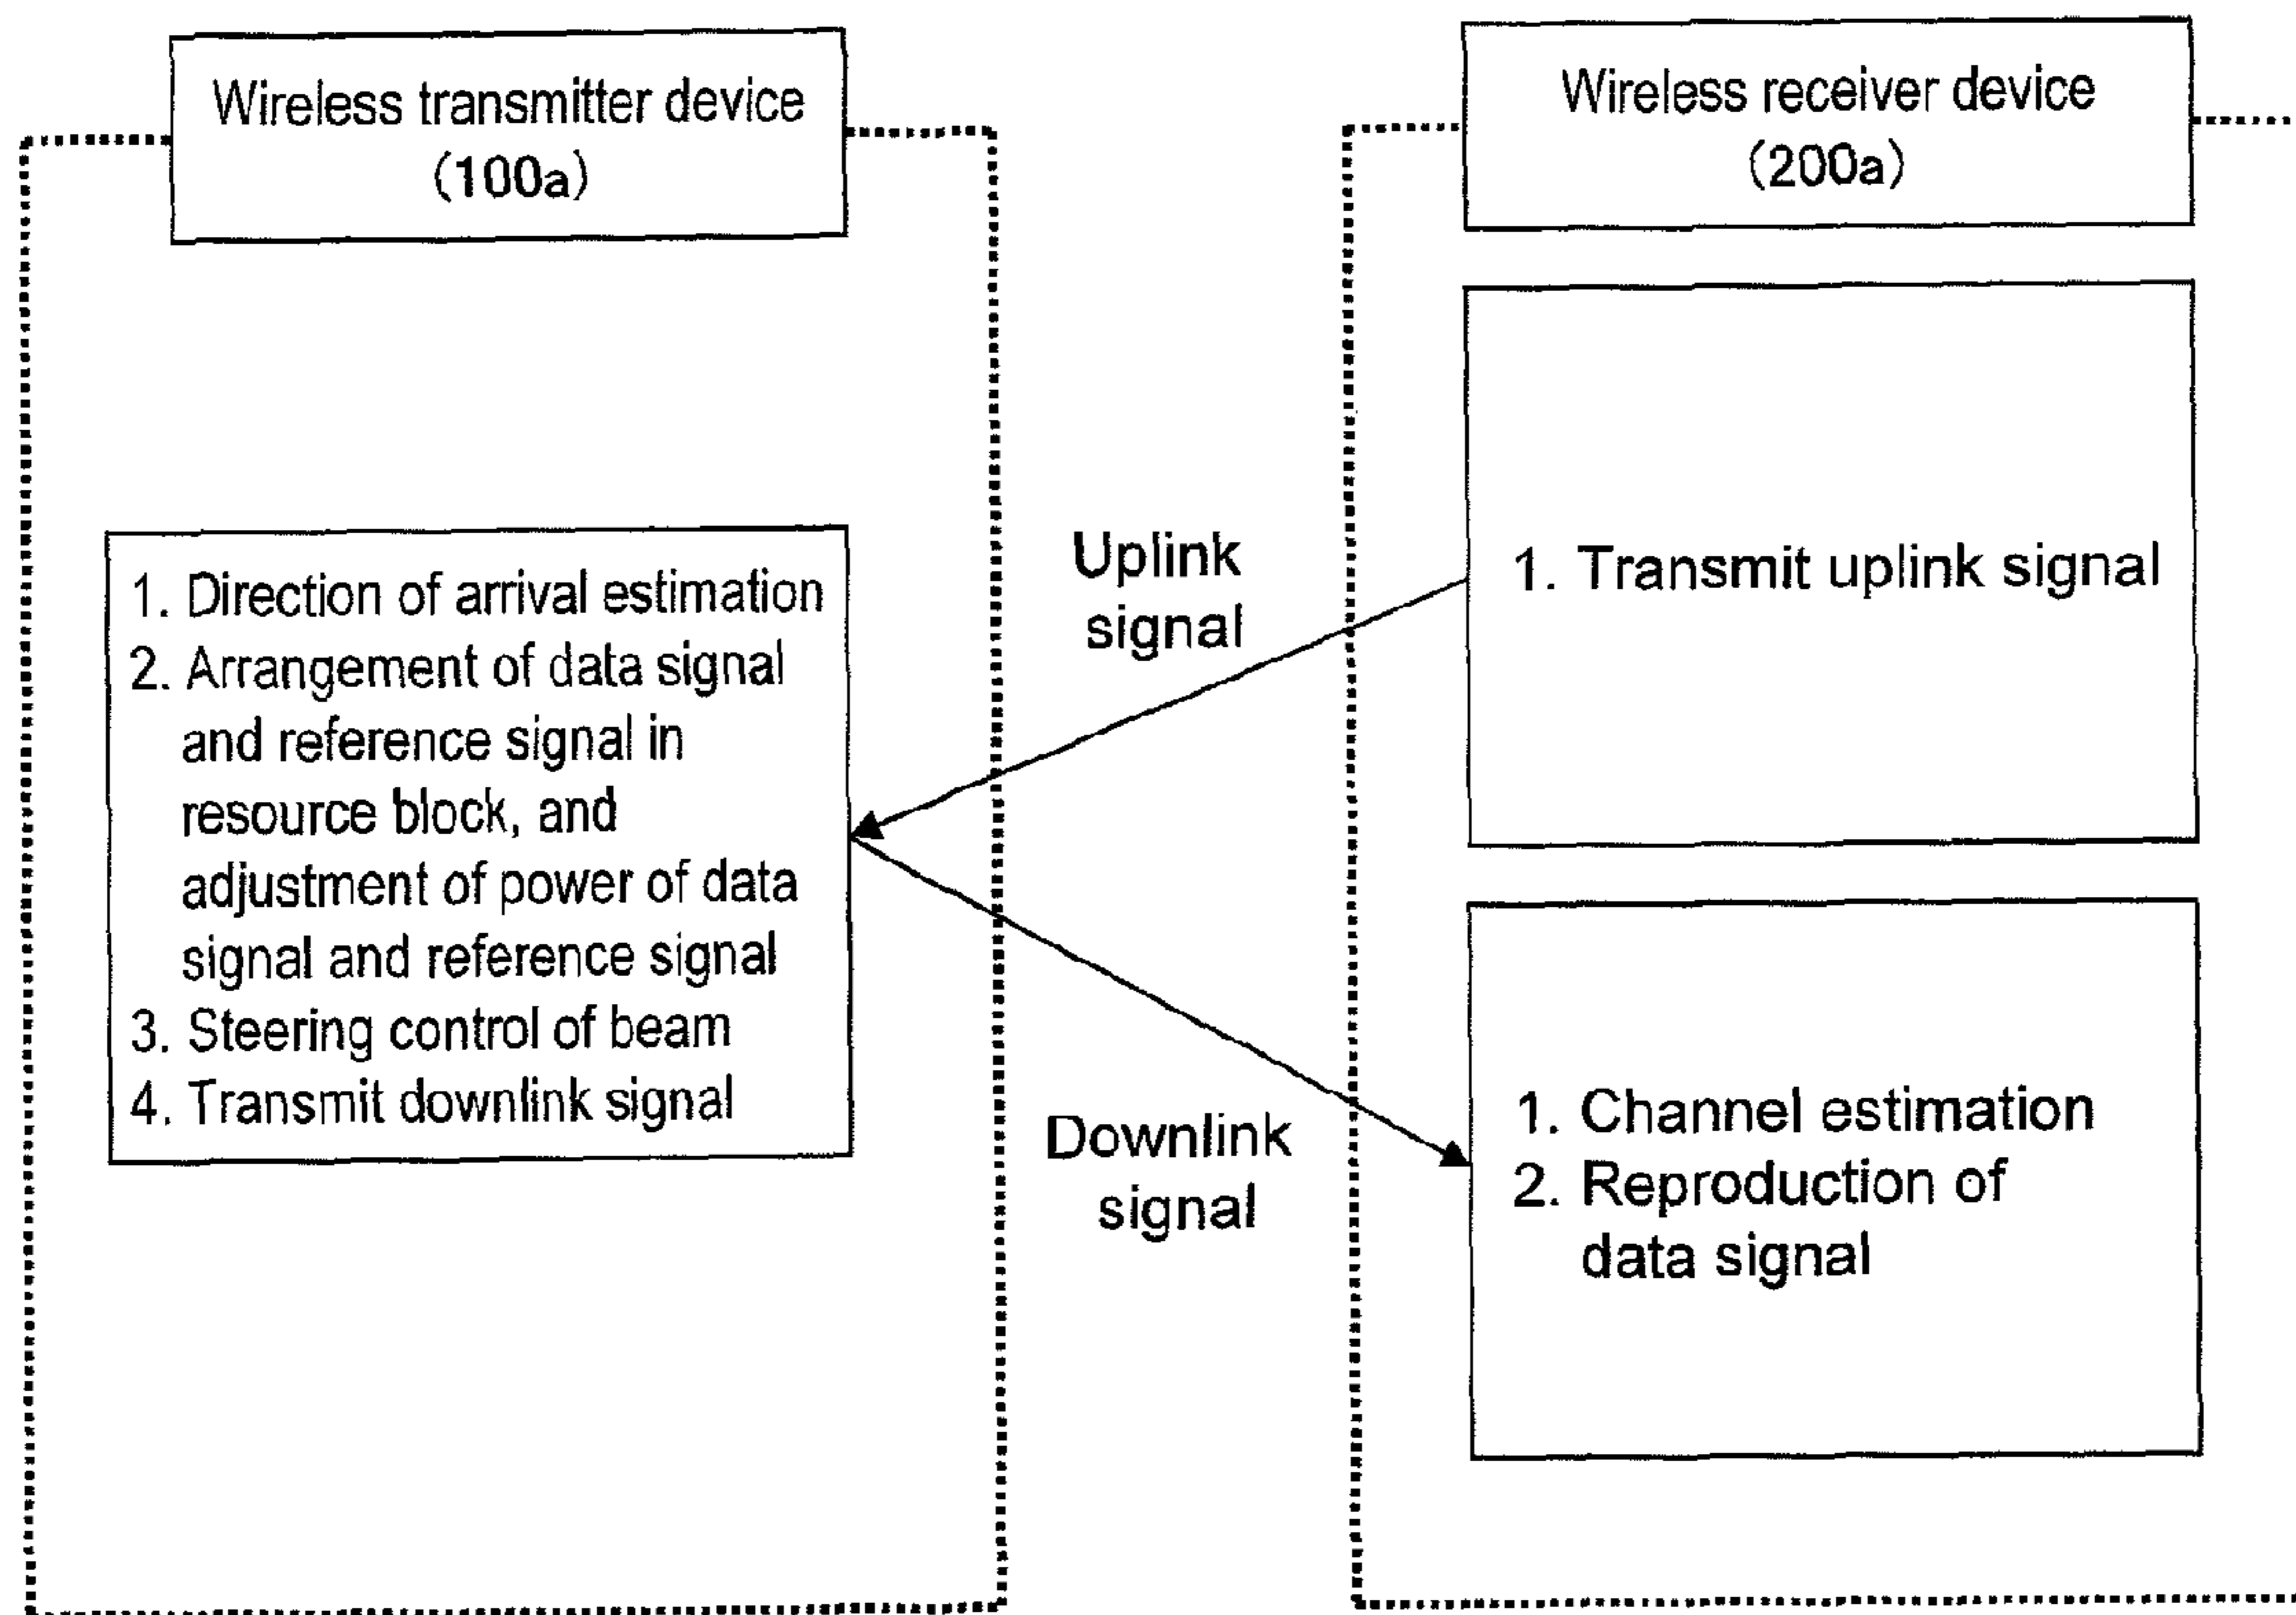 Wireless transmitter device
(100a)
Wireless receiver device
(200a)
1. Direction of arrival estimation
2. Arrangement of data signal
and reference signal in
resource block, and
adjustment of power of data
signal and reference signal
3. Steering control of beam
4. Transmit downlink signal
Uplink
signal
Downlink
signal
1. Transmit uplink signal
1. Channel estimation
2. Reproduction of
data signal